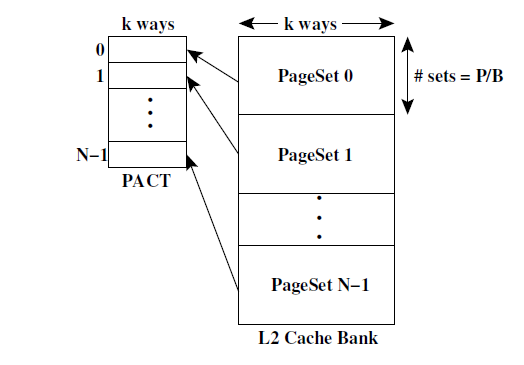 k ways
k ways
0
PageSet 0
# sets = P/B
1
PageSet 1
N−1
PACT
PageSet N−1
L2 Cache Bank